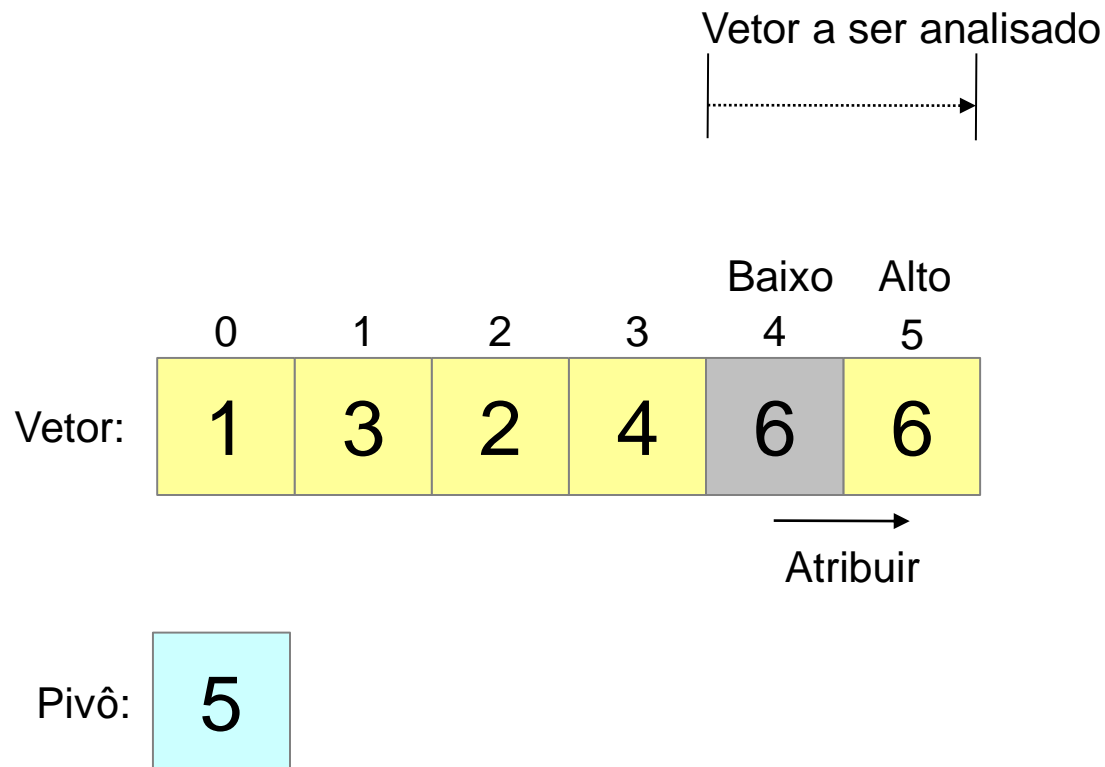 Vetor a ser analisado
Baixo Alto
0 1 2 3 4 5
Vetor: 1 3 2 4 6 6
Atribuir
Pivô: 5